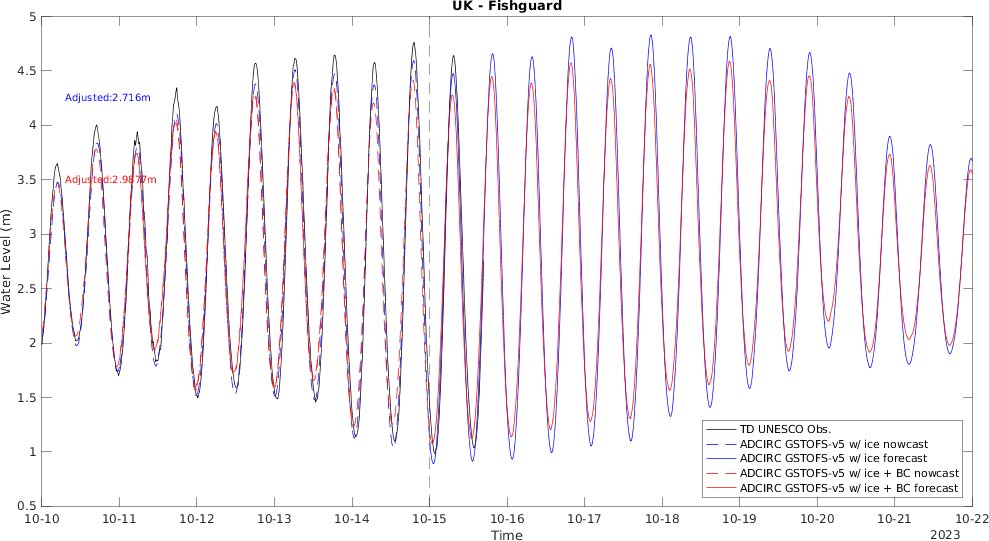 UK - Fishguard
5
4.5
4
3.5
3
2.5
2
1.5
1
0.5
Water Level (m)
Adjusted:2.716m
Adjusted:2.9877m
TD UNESCO Obs.
ADCIRC GSTOFS-v5 w/ ice nowcast
ADCIRC GSTOFS-v5 w/ ice forecast
ADCIRC GSTOFS-v5 w/ ice + BC nowcast
ADCIRC GSTOFS-v5 w/ ice + BC forecast
10-10 10-11 10-12 10-13 10-14 10-15 10-16 10-17 10-18 10-19 10-20 10-21 10-22
Time
2023